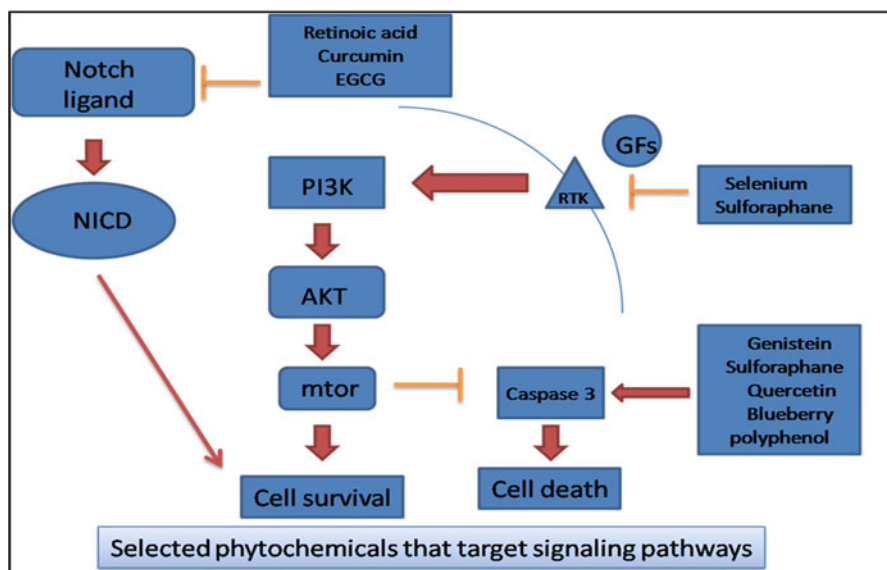 Retinoic acid
Curcumin
EGCG
Notch
ligand
GFs
PI3K
RTK
Selenium
Sulforaphane
NICD
AKT
Genistein
Sulforaphane
Quercetin
Blueberry
polyphenol
mtor
Caspase 3
Cell survival
Cell death
Selected phytochemicals that target signaling pathways